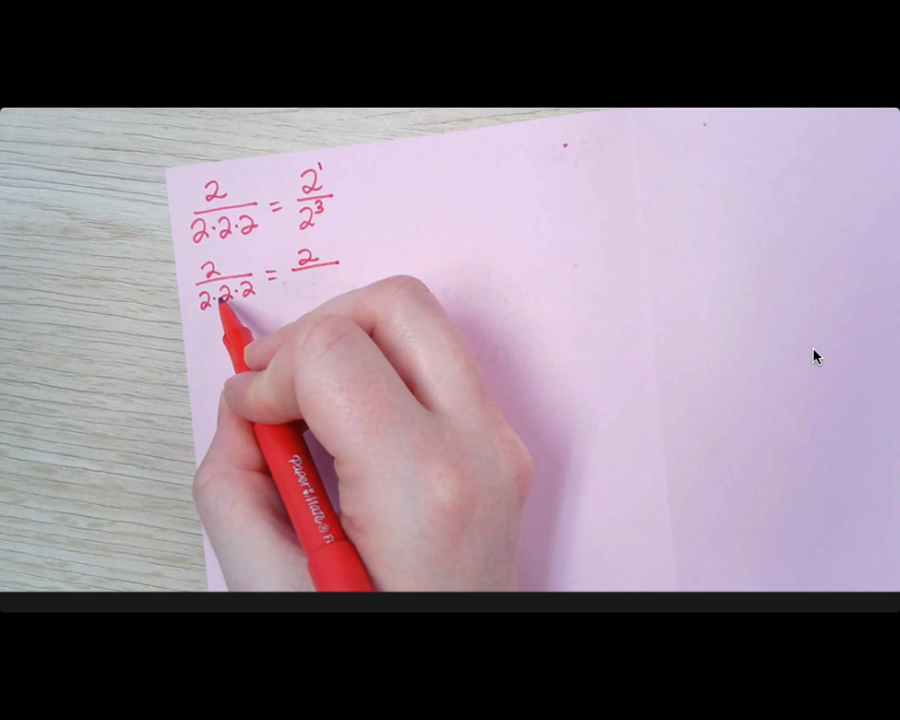 2/2·2·2 = 2¹/2³
2/2·2·2 = 2/
Paper Mate